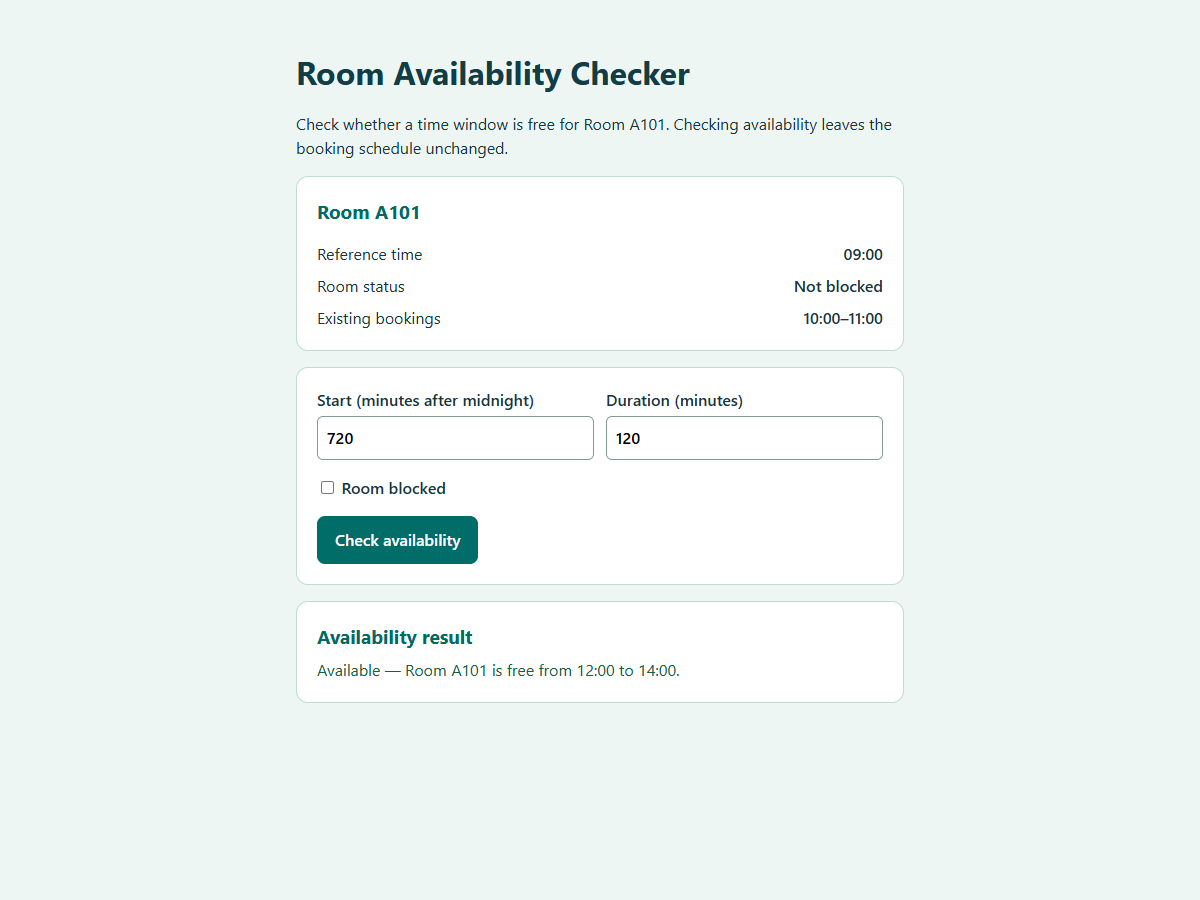 Room Availability Checker
Check whether a time window is free for Room A101. Checking availability leaves the
booking schedule unchanged.
Room A101
Reference time 09:00
Room status Not blocked
Existing bookings 10:00–11:00
Start (minutes after midnight) Duration (minutes)
720 120
Room blocked
Check availability
Availability result
Available — Room A101 is free from 12:00 to 14:00.